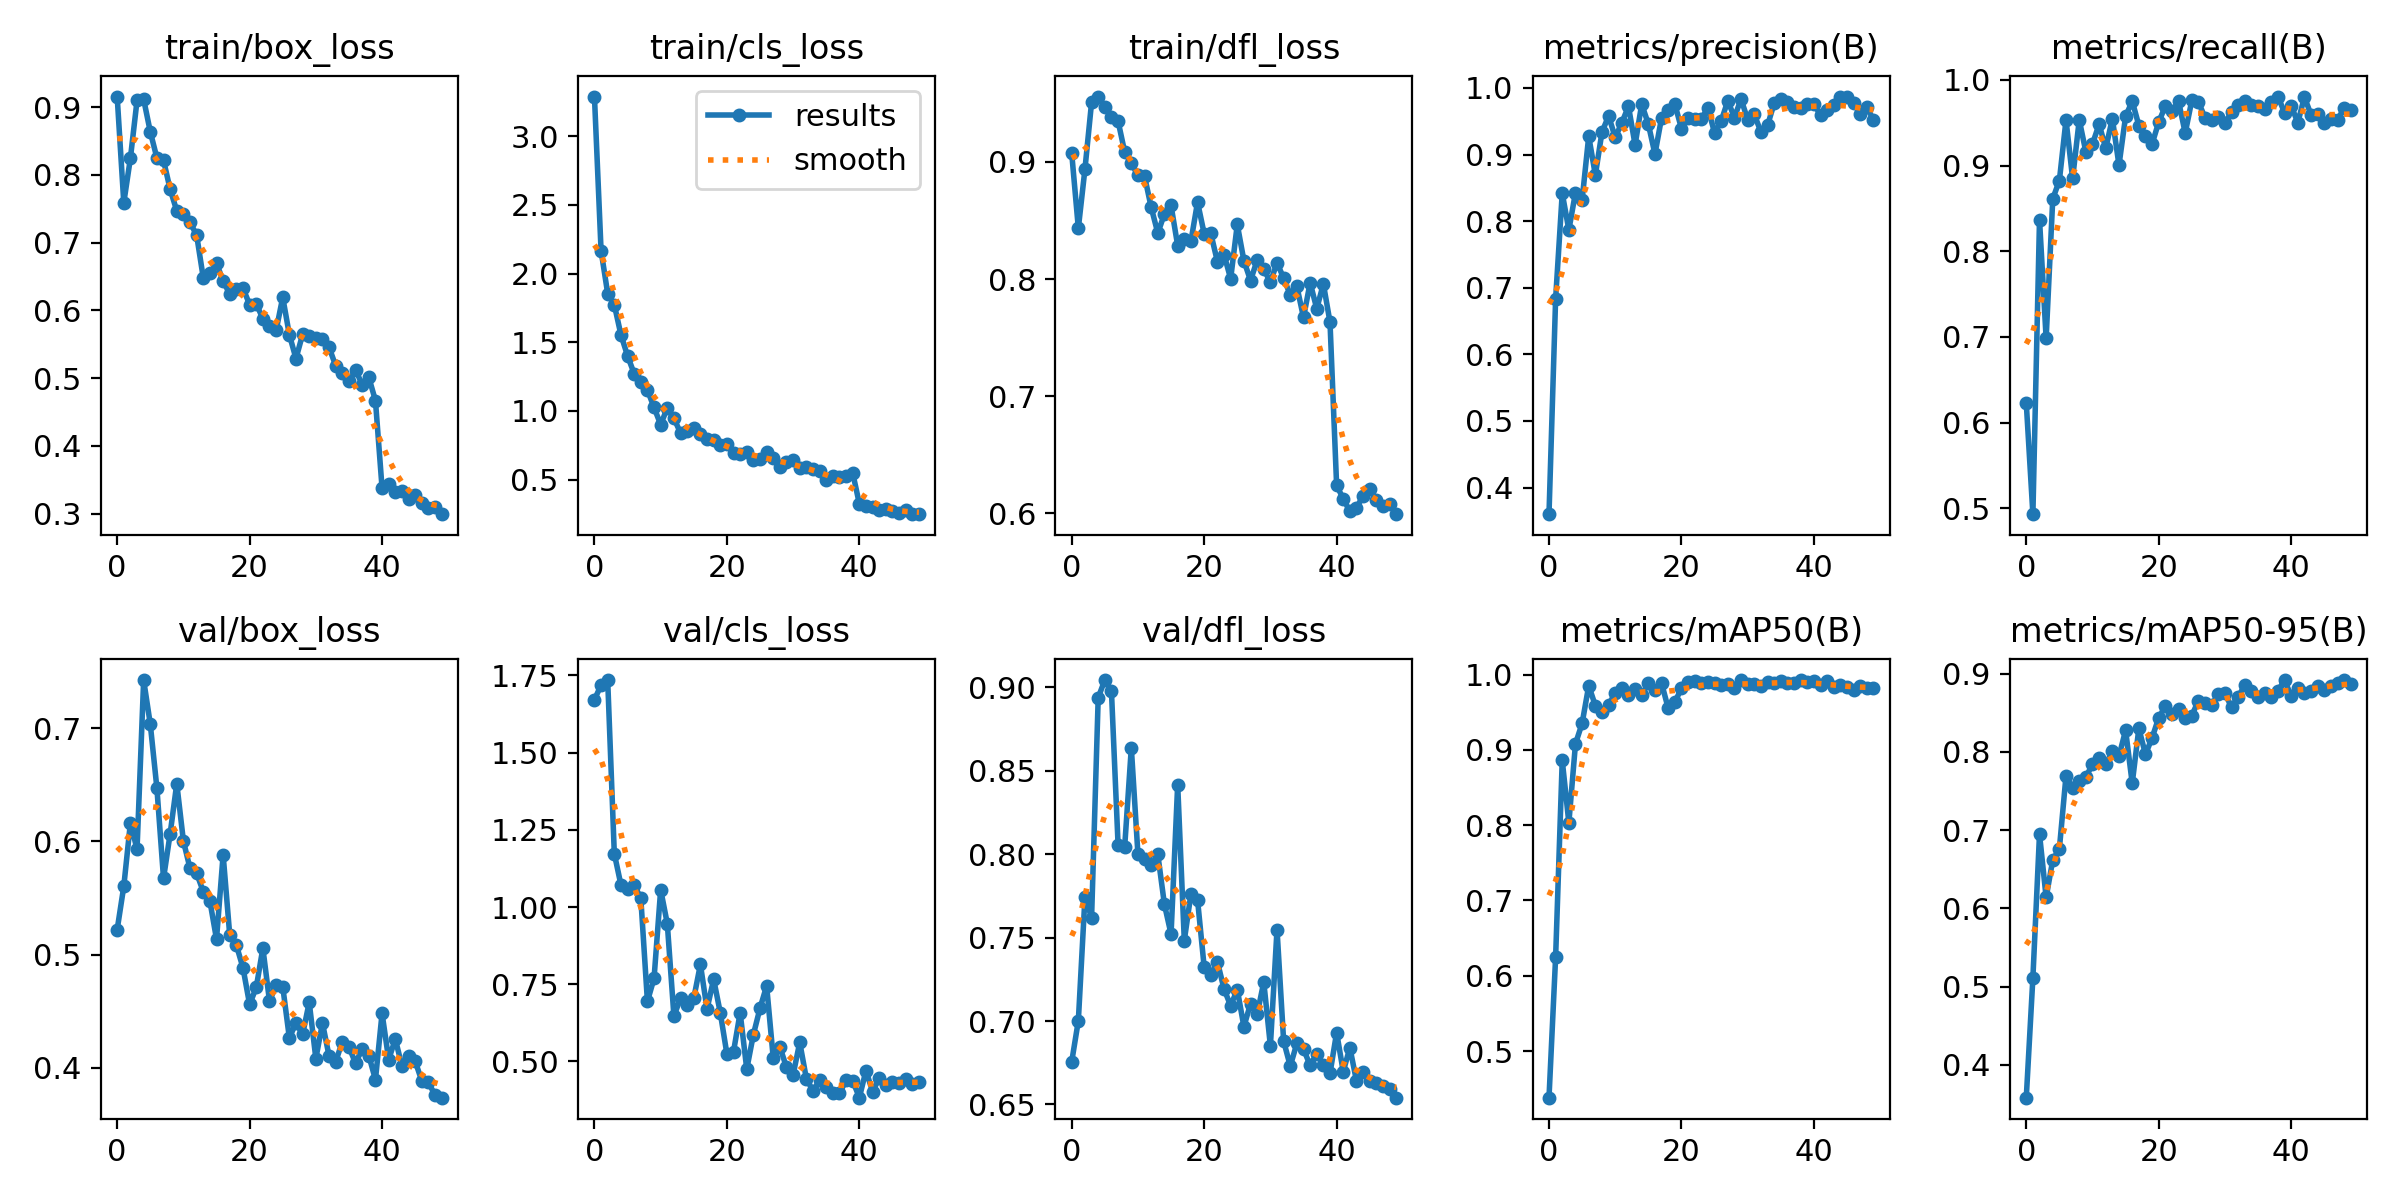 train/box_loss
0.9
0.8
0.7
0.6
0.5
0.4
0.3
0 20 40
train/cls_loss
results
smooth
3.0
2.5
2.0
1.5
1.0
0.5
0 20 40
train/dfl_loss
0.9
0.8
0.7
0.6
0 20 40
metrics/precision(B)
1.0
0.9
0.8
0.7
0.6
0.5
0.4
0 20 40
metrics/recall(B)
1.0
0.9
0.8
0.7
0.6
0.5
0 20 40
val/box_loss
0.7
0.6
0.5
0.4
0 20 40
val/cls_loss
1.75
1.50
1.25
1.00
0.75
0.50
0 20 40
val/dfl_loss
0.90
0.85
0.80
0.75
0.70
0.65
0 20 40
metrics/mAP50(B)
1.0
0.9
0.8
0.7
0.6
0.5
0 20 40
metrics/mAP50-95(B)
0.9
0.8
0.7
0.6
0.5
0.4
0 20 40